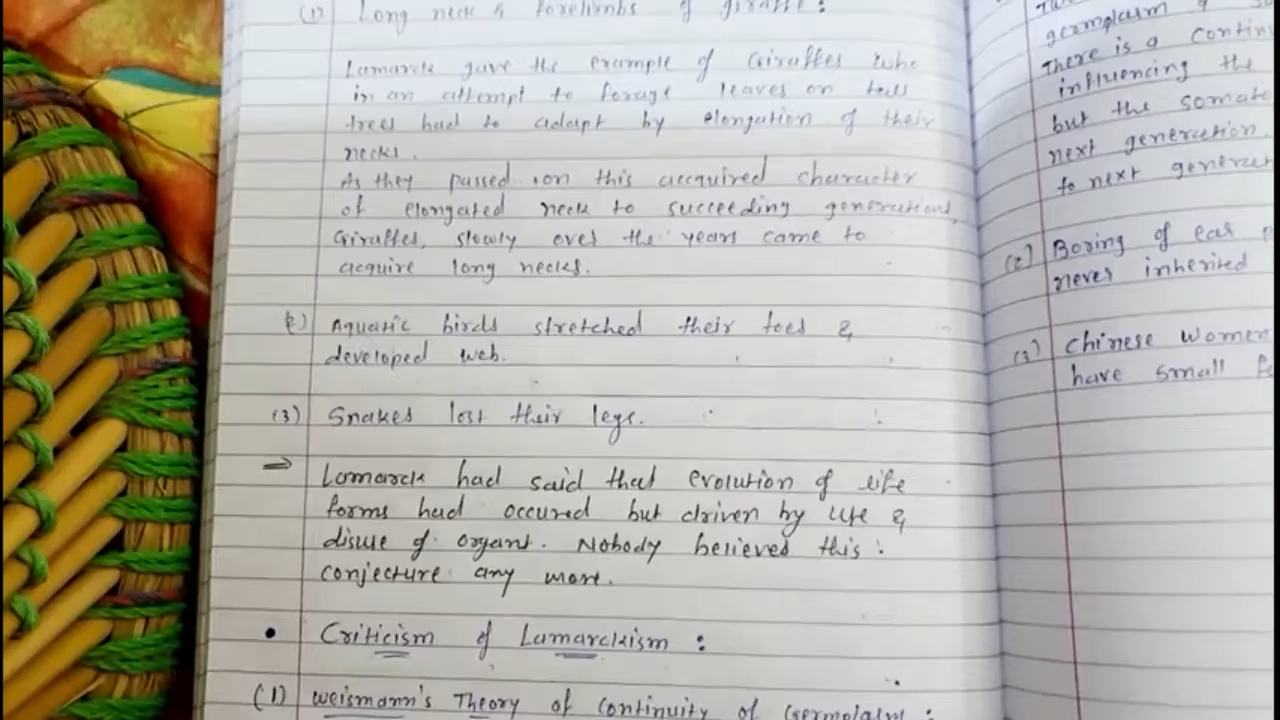 (1) Long neck & forelimbs of giraffe :
Lamarck gave the example of Giraffes who
in an attempt to forage leaves on tall
trees had to adapt by elongation of their
necks.
As they passed on this accquired character
of elongated neck to succeeding generations,
Giraffes, slowly over the years came to
acquire long necks.
(2) Aquatic birds stretched their toes &
developed web.
(3) Snakes lost their legs.
⇒ Lamarck had said that evolution of life
forms had occured but driven by use &
disuse of organs. Nobody believes this
conjecture any more.
• Criticism of Lamarckism :
(1) Weismann's Theory of Continuity of Germplasm :
germplasm &
There is a contin
influencing the
but the somato
next generation.
to next generat
(2) Boring of ear
never inherited
(3) Chinese women
have small